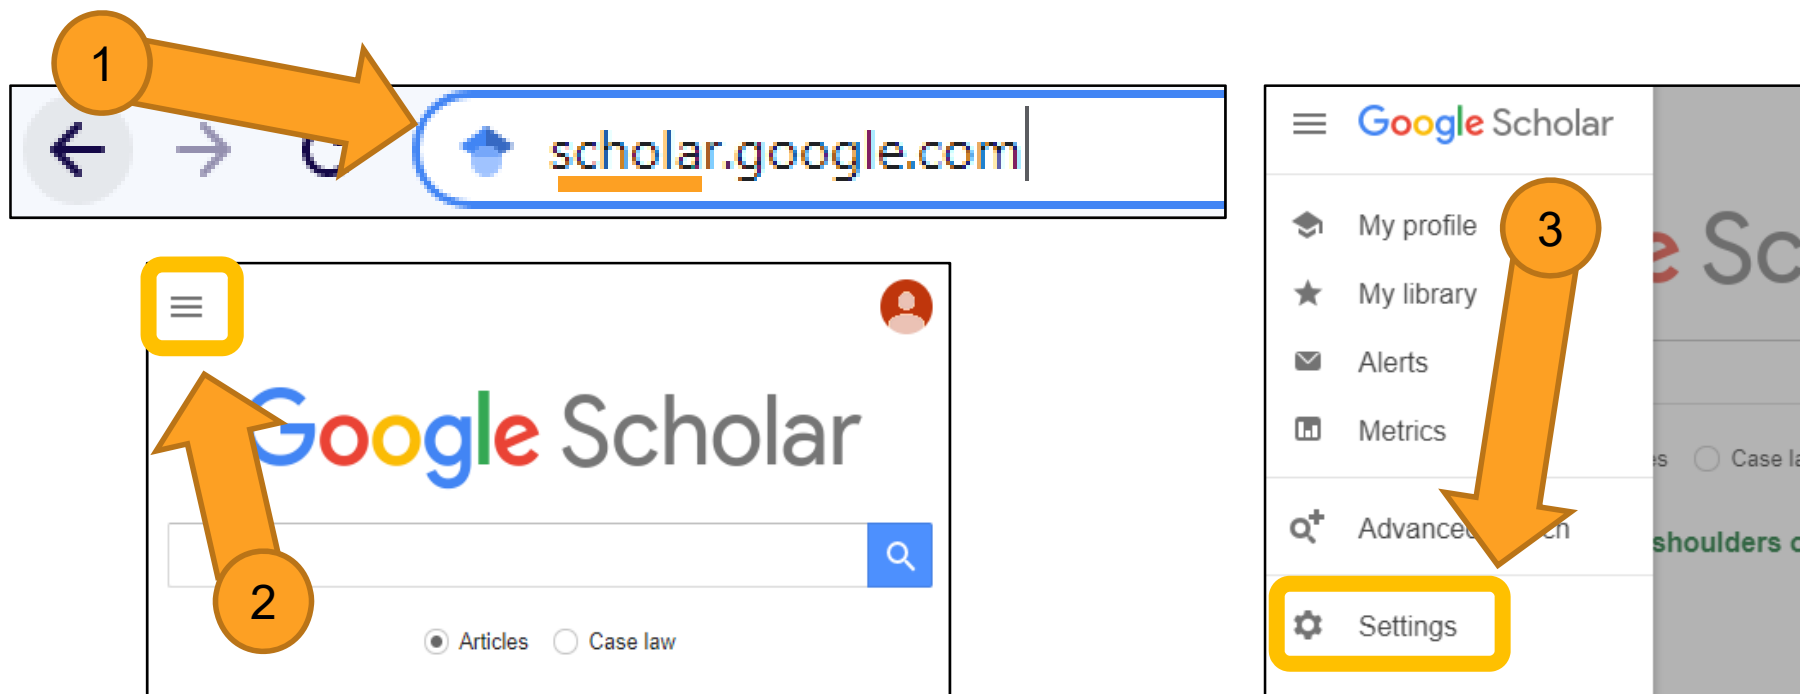 1
scholar.google.com
2
Google Scholar
Articles
Case law
3
Google Scholar
My profile
My library
Alerts
Metrics
Settings
Sc
Case
shoulders